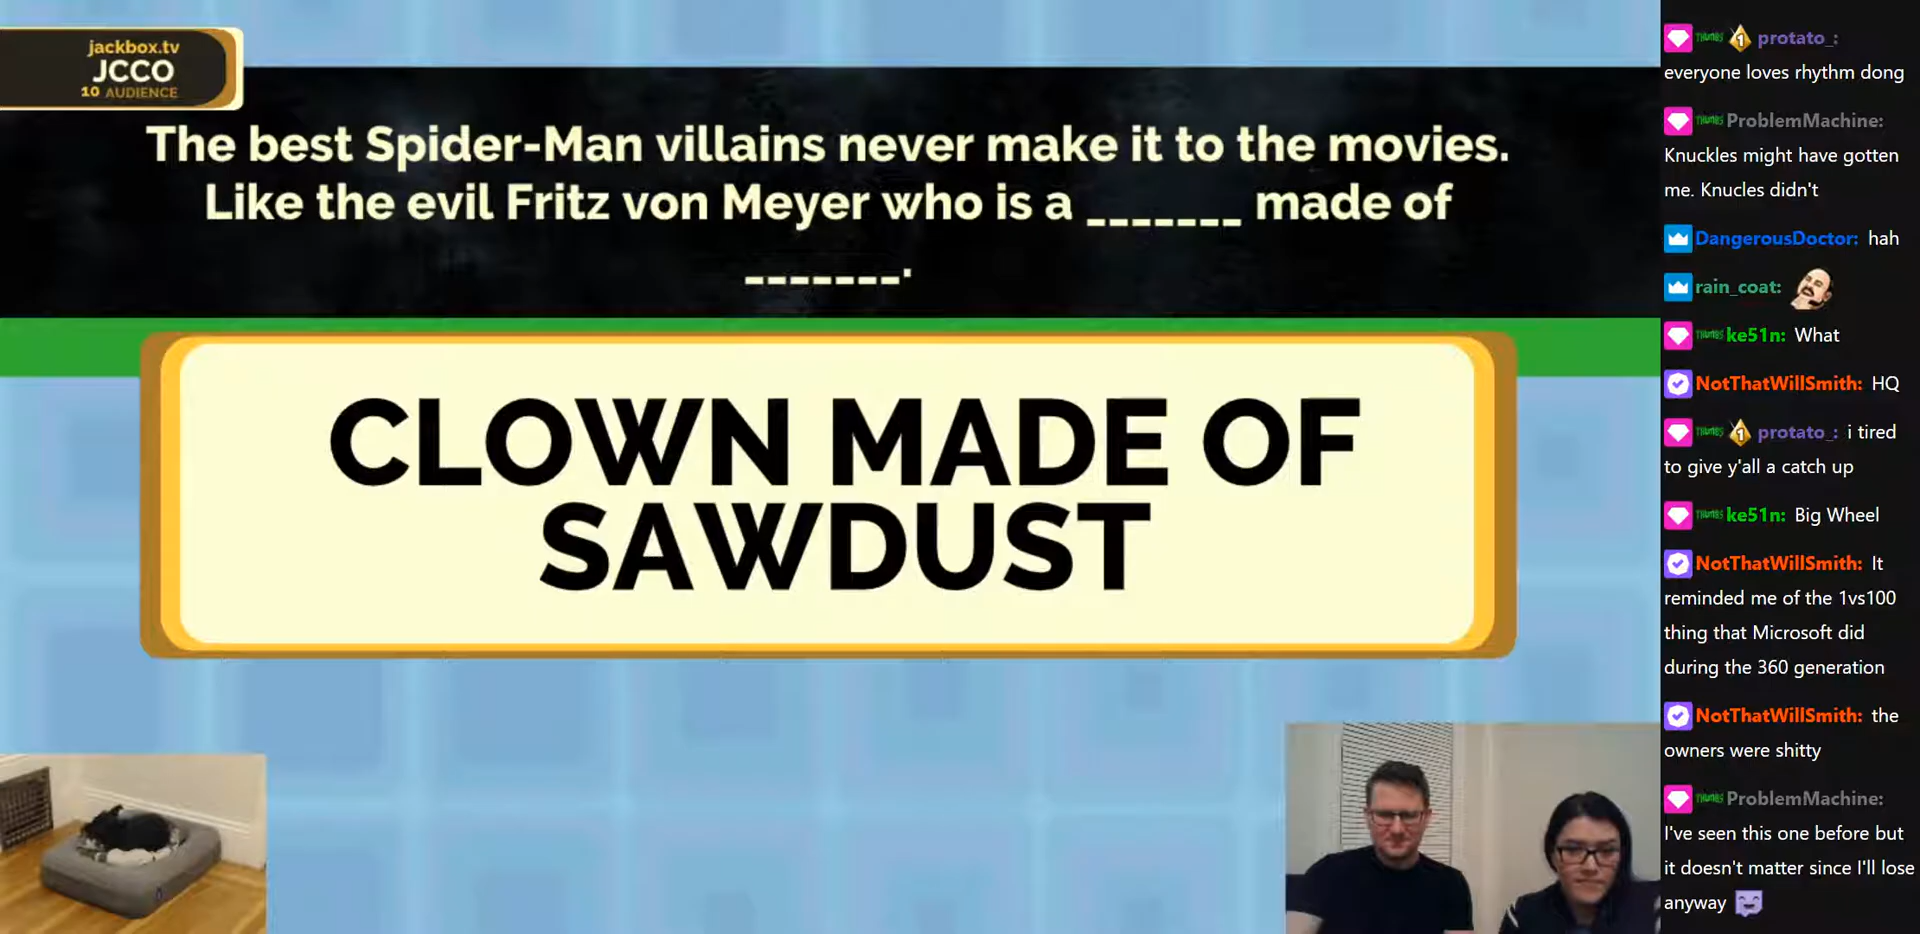 jackbox.tv
JCCO
10 AUDIENCE
The best Spider-Man villains never make it to the movies.
Like the evil Fritz von Meyer who is a _______ made of
_______.
CLOWN MADE OF
SAWDUST
protato_:
everyone loves rhythm dong
ProblemMachine:
Knuckles might have gotten
me. Knucles didn't
DangerousDoctor: hah
rain_coat:
ke51n: What
NotThatWillSmith: HQ
protato_: i tired
to give y'all a catch up
ke51n: Big Wheel
NotThatWillSmith: It
reminded me of the 1vs100
thing that Microsoft did
during the 360 generation
NotThatWillSmith: the
owners were shitty
ProblemMachine:
I've seen this one before but
it doesn't matter since I'll lose
anyway